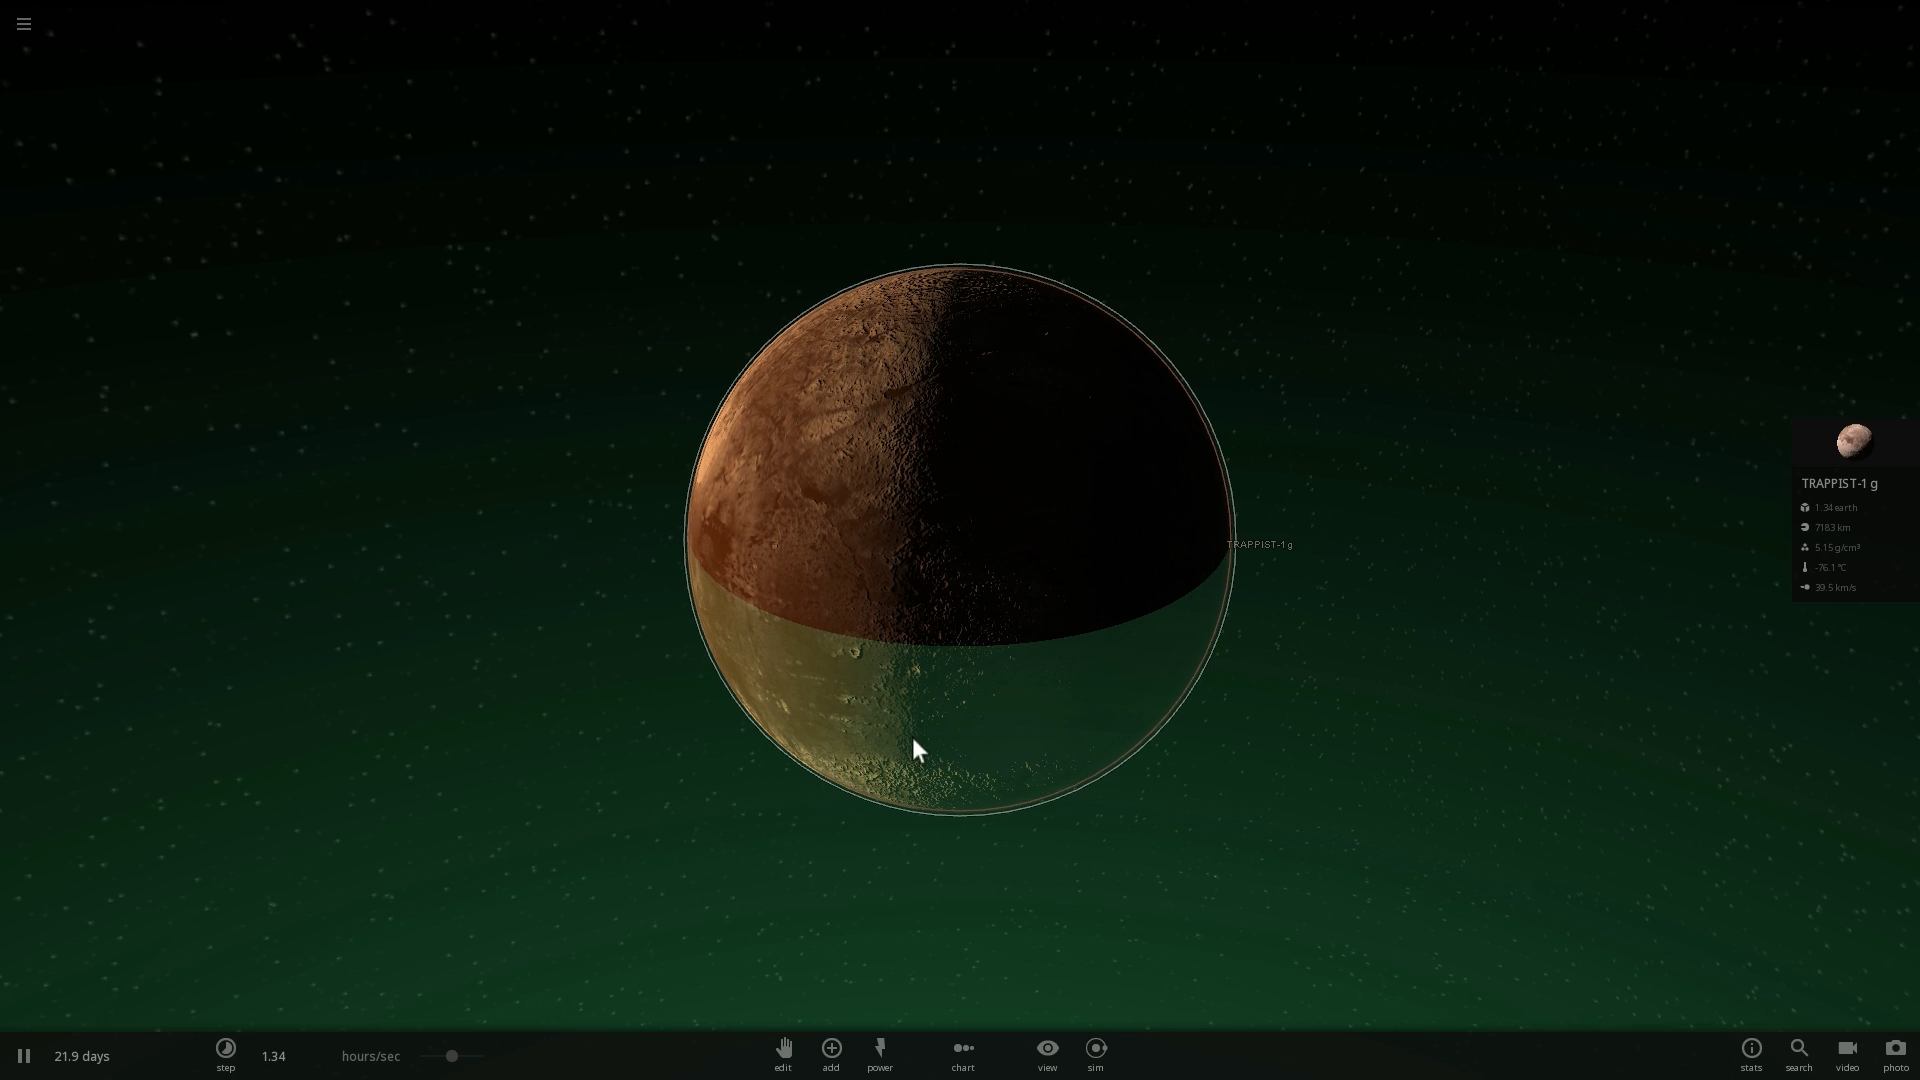 TRAPPIST-1 g
TRAPPIST-1 g
1.34 earth
7183 km
5.15 g/cm³
-76.1 °C
39.5 km/s
21.9 days
step
1.34
hours/sec
edit
add
power
chart
view
sim
stats
search
video
photo